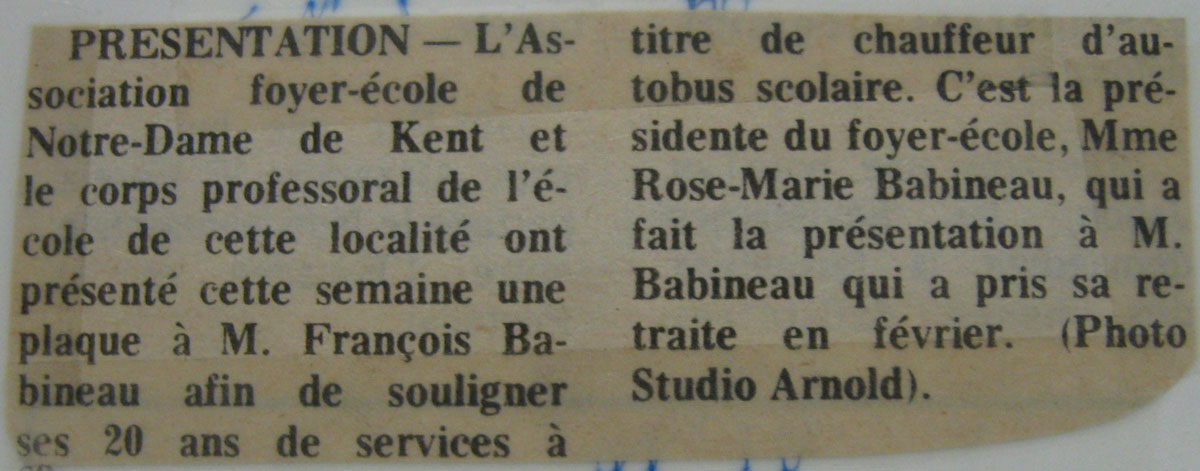 PRESENTATION — L'As-
sociation foyer-école de
Notre-Dame de Kent et
le corps professoral de l'é-
cole de cette localité ont
présenté cette semaine une
plaque à M. François Ba-
bineau afin de souligner
ses 20 ans de services à
titre de chauffeur d'au-
tobus scolaire. C'est la pré-
sidente du foyer-école, Mme
Rose-Marie Babineau, qui a
fait la présentation à M.
Babineau qui a pris sa re-
traite en février. (Photo
Studio Arnold).